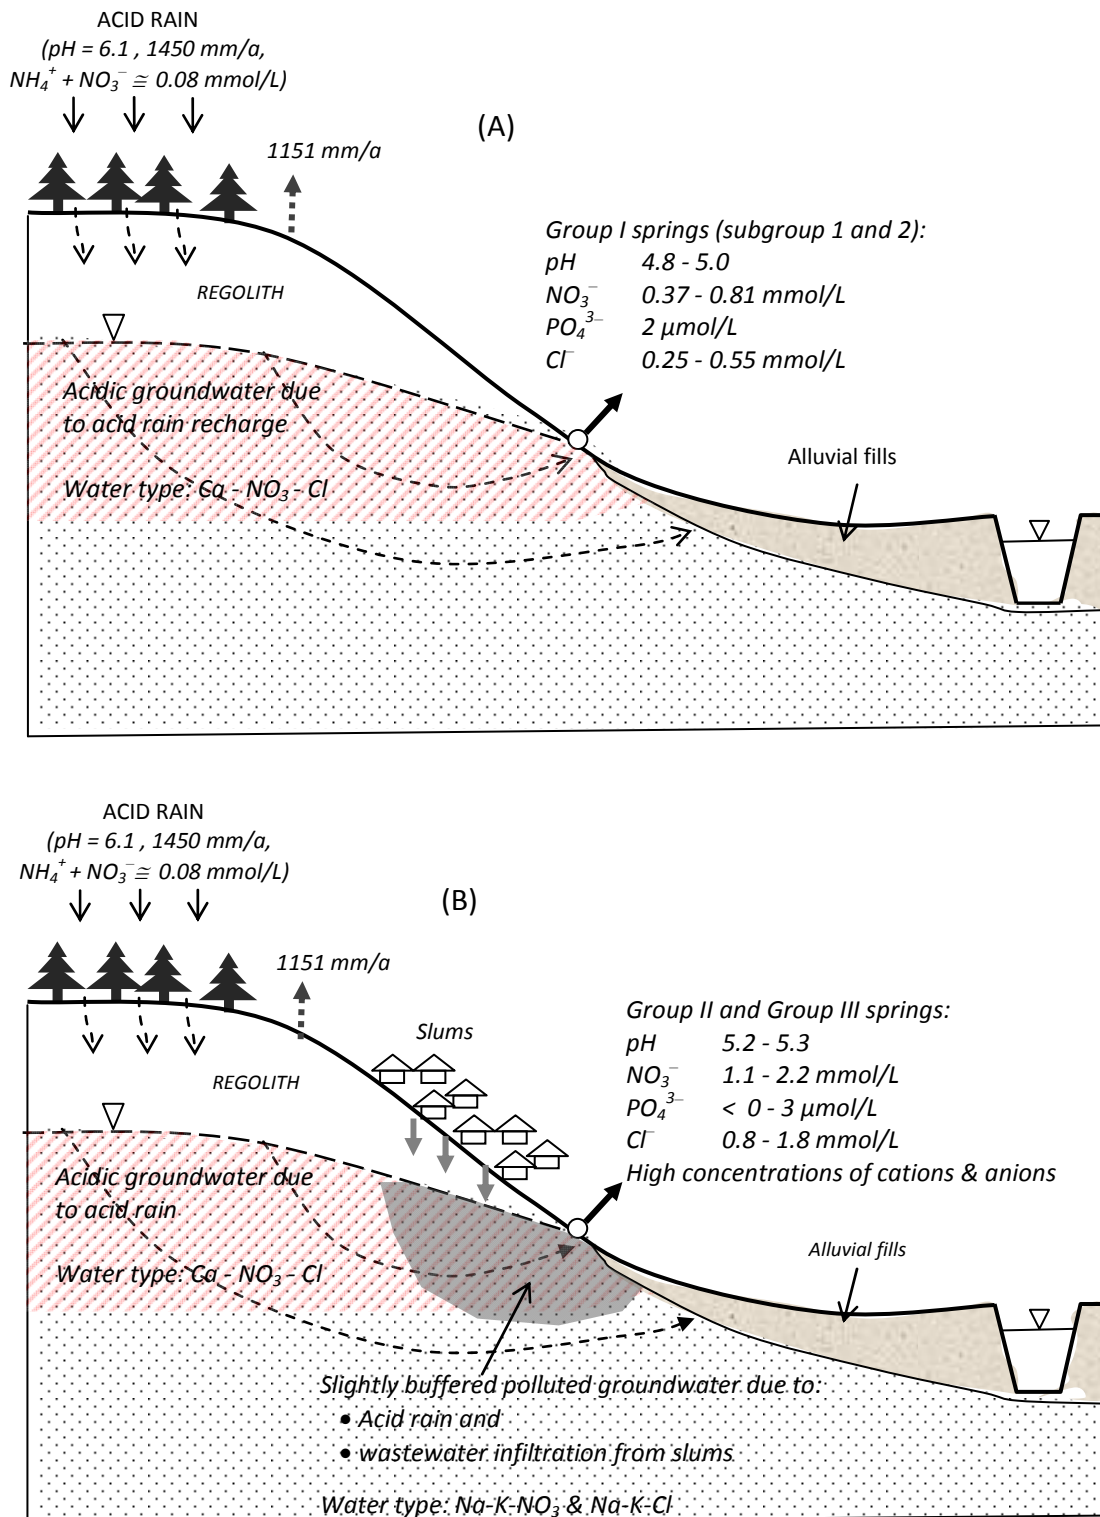 ACID RAIN
(pH = 6.1 , 1450 mm/a,
NH₄⁺ + NO₃⁻ ≅ 0.08 mmol/L)
(A)
1151 mm/a
Group I springs (subgroup 1 and 2):
pH 4.8 - 5.0
NO₃⁻ 0.37 - 0.81 mmol/L
PO₄³⁻ 2 μmol/L
Cl⁻ 0.25 - 0.55 mmol/L
REGOLITH
Acidic groundwater due
to acid rain recharge
Water type: Ca - NO₃ - Cl
Alluvial fills
ACID RAIN
(pH = 6.1 , 1450 mm/a,
NH₄⁺ + NO₃⁻ ≅ 0.08 mmol/L)
(B)
1151 mm/a
Slums
Group II and Group III springs:
pH 5.2 - 5.3
NO₃⁻ 1.1 - 2.2 mmol/L
PO₄³⁻ < 0 - 3 μmol/L
Cl⁻ 0.8 - 1.8 mmol/L
High concentrations of cations & anions
REGOLITH
Acidic groundwater due
to acid rain
Water type: Ca - NO₃ - Cl
Alluvial fills
Slightly buffered polluted groundwater due to:
• Acid rain and
• wastewater infiltration from slums
Water type: Na-K-NO₃ & Na-K-Cl